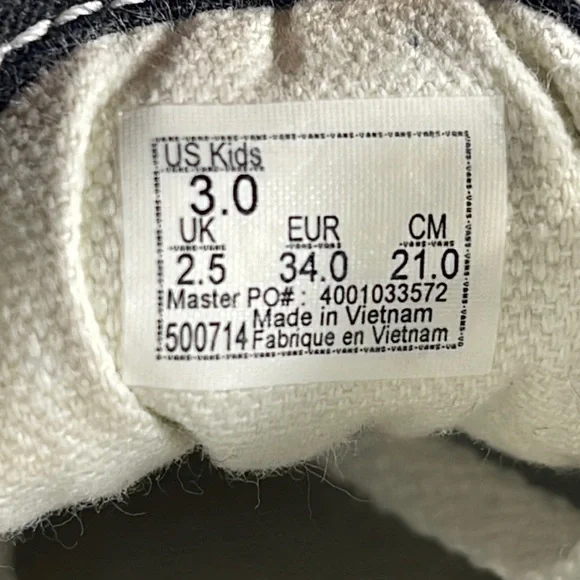 US Kids
3.0
UK EUR CM
2.5 34.0 21.0
Master PO# : 4001033572
Made in Vietnam
500714 Fabrique en Vietnam